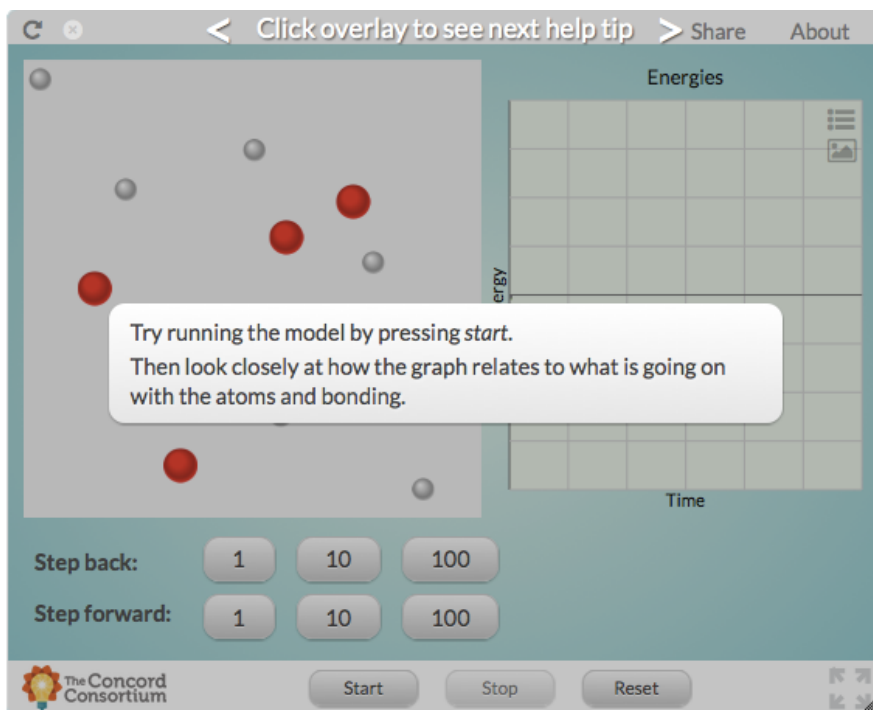 < Click overlay to see next help tip >
Share
About
Energies
Try running the model by pressing start.
Then look closely at how the graph relates to what is going on
with the atoms and bonding.
Time
Step back:
1
10
100
Step forward:
1
10
100
The Concord
Consortium
Start
Stop
Reset